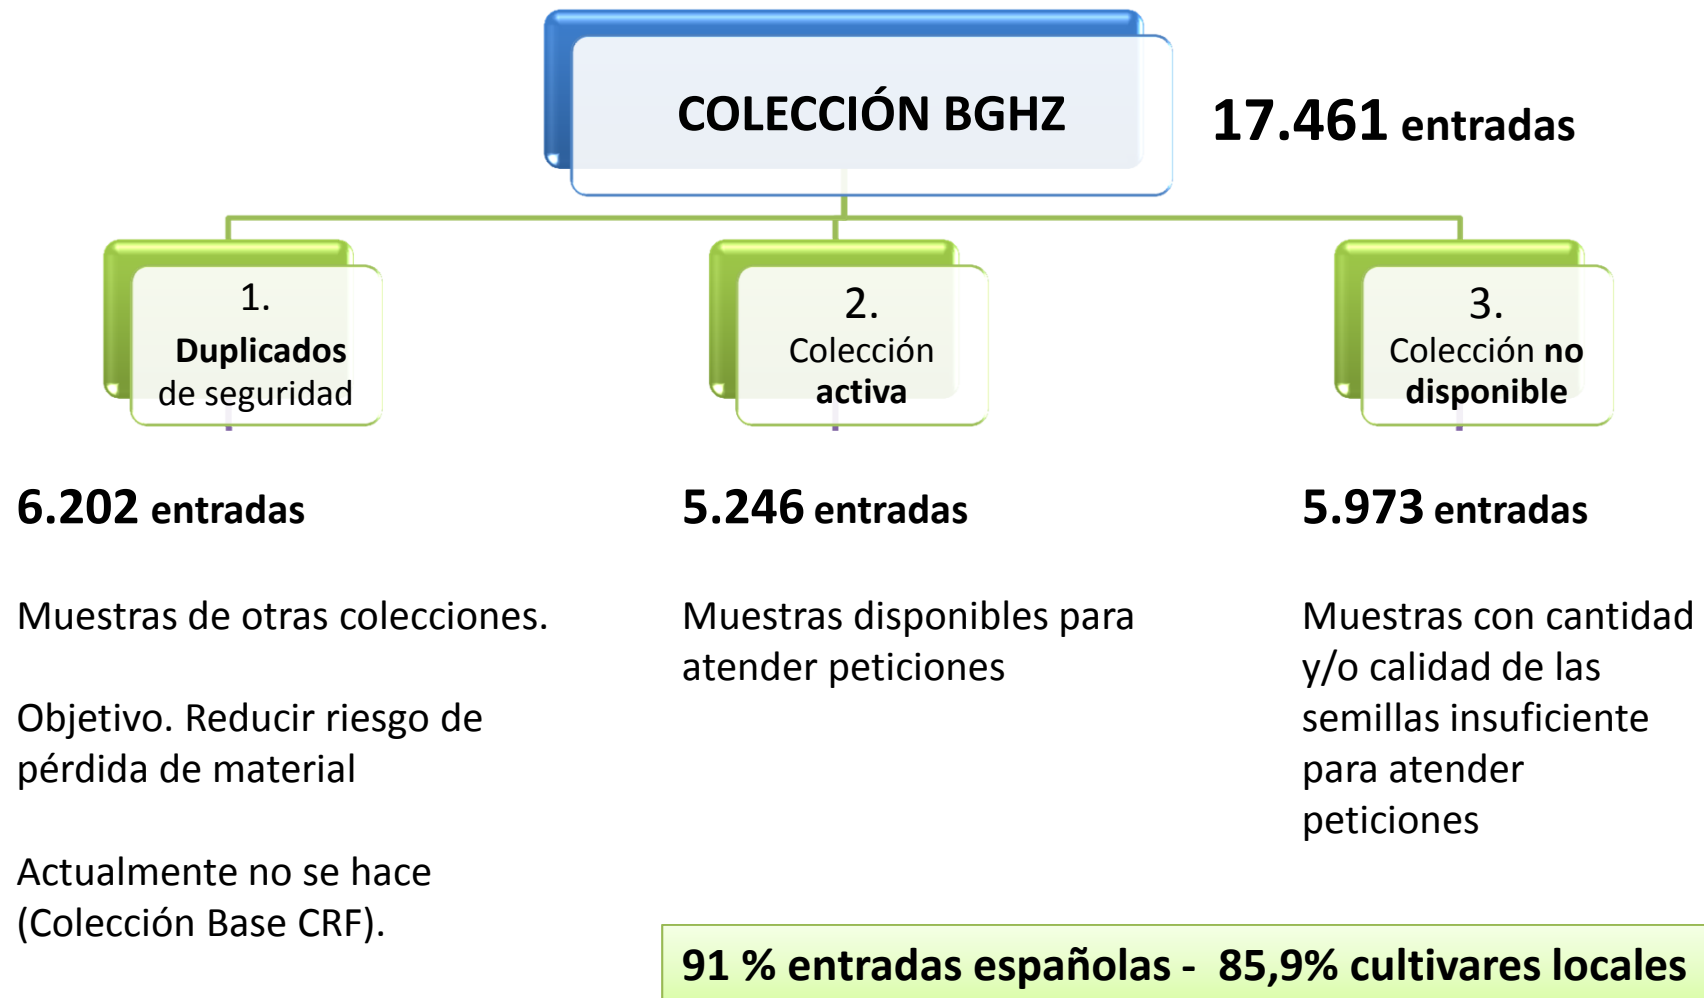 COLECCIÓN BGHZ
17.461 entradas
1.
Duplicados
de seguridad
2.
Colección
activa
3.
Colección no
disponible
6.202 entradas
5.246 entradas
5.973 entradas
Muestras de otras colecciones.
Objetivo. Reducir riesgo de
pérdida de material
Actualmente no se hace
(Colección Base CRF).
Muestras disponibles para
atender peticiones
Muestras con cantidad
y/o calidad de las
semillas insuficiente
para atender
peticiones
91 % entradas españolas - 85,9% cultivares locales